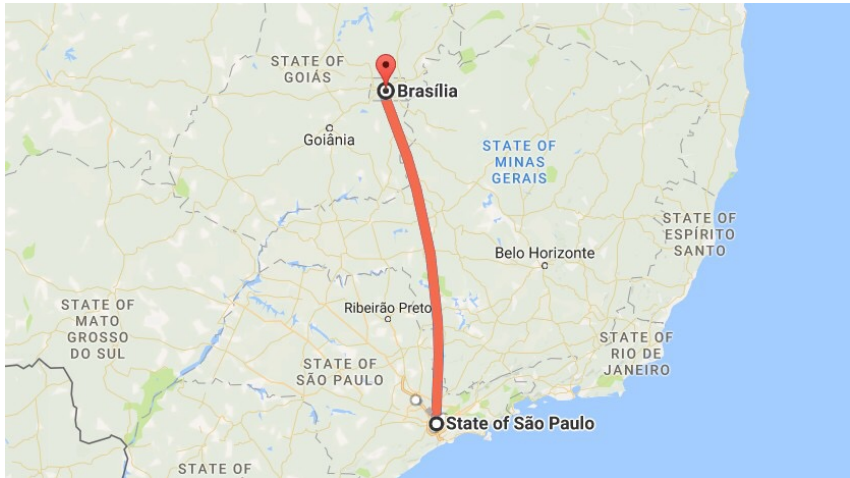 STATE OF
GOIÁS
Brasília
Goiânia
STATE OF
MINAS
GERAIS
STATE OF
ESPÍRITO
SANTO
Belo Horizonte
STATE OF
MATO
GROSSO
DO SUL
Ribeirão Preto
STATE OF
RIO DE
JANEIRO
STATE OF
SÃO PAULO
State of São Paulo
STATE OF